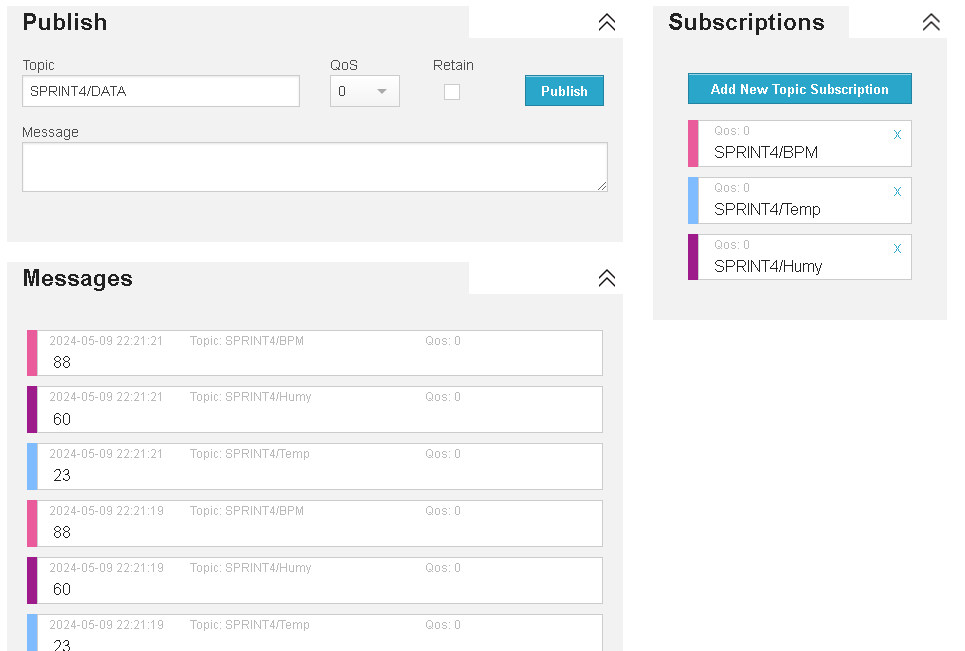 Publish
Topic
QoS
Retain
SPRINT4/DATA
0
Publish
Message
Subscriptions
Add New Topic Subscription
Qos: 0
X
SPRINT4/BPM
Qos: 0
X
SPRINT4/Temp
Qos: 0
X
SPRINT4/Humy
Messages
2024-05-09 22:21:21 Topic: SPRINT4/BPM Qos: 0
88
2024-05-09 22:21:21 Topic: SPRINT4/Humy Qos: 0
60
2024-05-09 22:21:21 Topic: SPRINT4/Temp Qos: 0
23
2024-05-09 22:21:19 Topic: SPRINT4/BPM Qos: 0
88
2024-05-09 22:21:19 Topic: SPRINT4/Humy Qos: 0
60
2024-05-09 22:21:19 Topic: SPRINT4/Temp Qos: 0
23